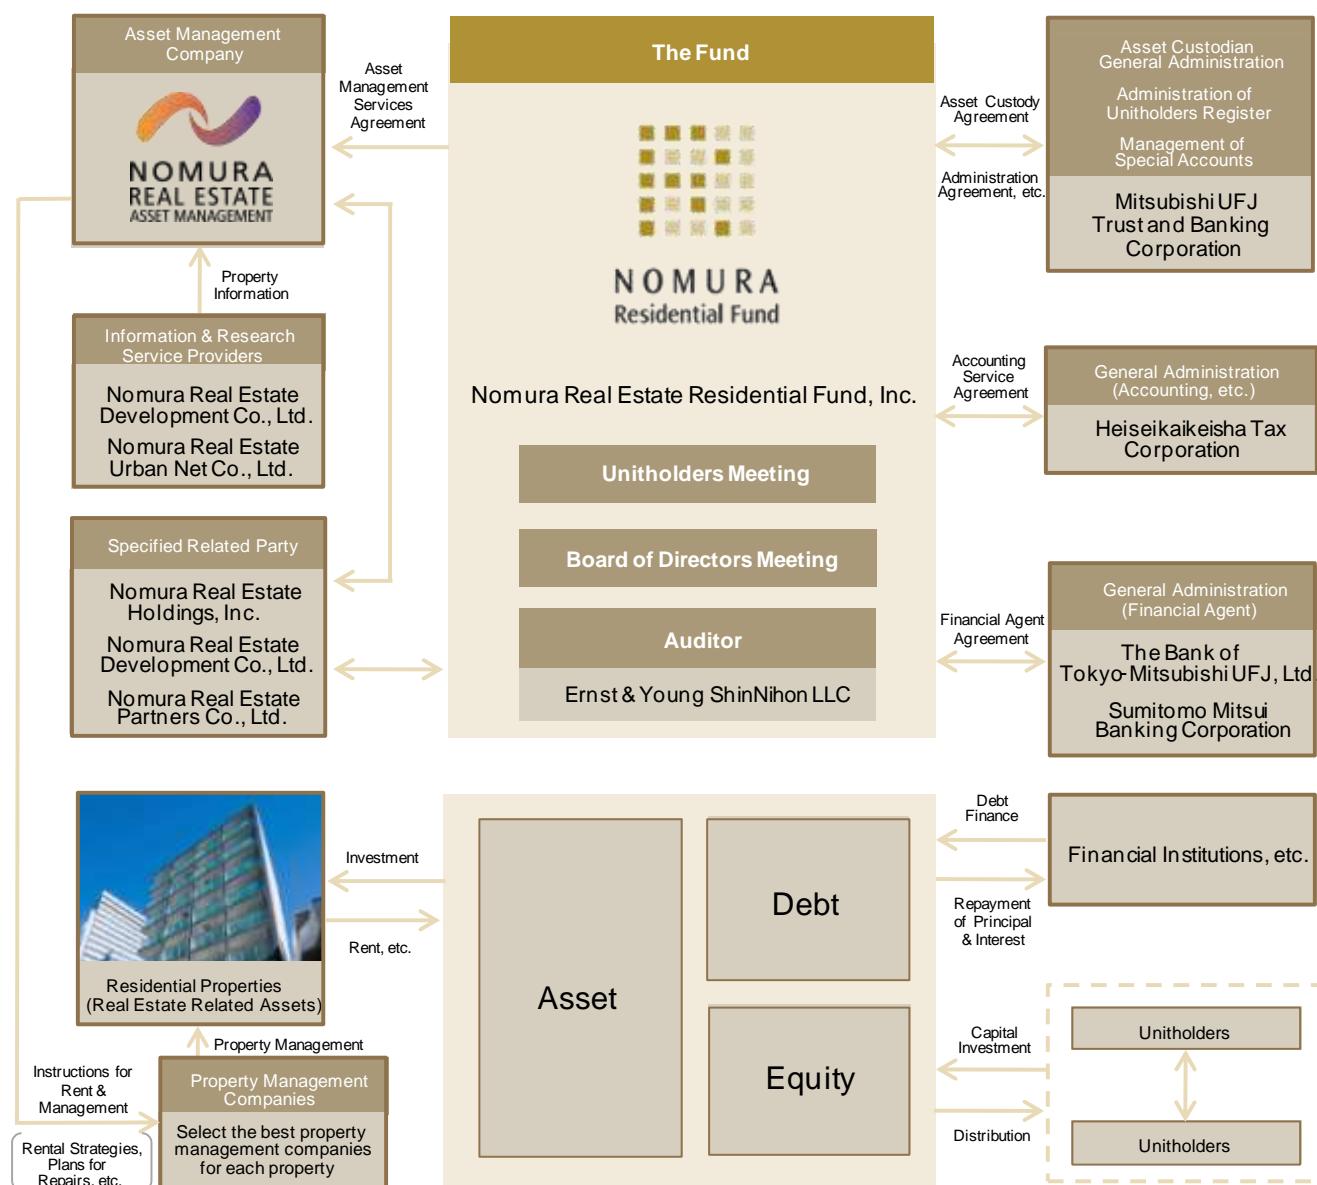 Asset Management
Company
NOMURA
REAL ESTATE
ASSET MANAGEMENT
Asset
Management
Services
Agreement
The Fund
NOMURA
Residential Fund
Nomura Real Estate Residential Fund, Inc.
Unitholders Meeting
Board of Directors Meeting
Auditor
Ernst & Young ShinNihon LLC
Asset Custody
Agreement
Administration
Agreement, etc.
Asset Custodian
General Administration
Administration of
Unitholders Register
Management of
Special Accounts
Mitsubishi UFJ
Trust and Banking
Corporation
Property
Information
Information & Research
Service Providers
Nomura Real Estate
Development Co., Ltd.
Nomura Real Estate
Urban Net Co., Ltd.
Accounting
Service
Agreement
General Administration
(Accounting, etc.)
Heiseikaikeisha Tax
Corporation
Specified Related Party
Nomura Real Estate
Holdings, Inc.
Nomura Real Estate
Development Co., Ltd.
Nomura Real Estate
Partners Co., Ltd.
Financial Agent
Agreement
General Administration
(Financial Agent)
The Bank of
Tokyo-Mitsubishi UFJ, Ltd.
Sumitomo Mitsui
Banking Corporation
Residential Properties
(Real Estate Related Assets)
Investment
Rent, etc.
Asset
Debt
Equity
Debt
Finance
Repayment
of Principal
& Interest
Financial Institutions, etc.
Property Management
Instructions for
Rent &
Management
Rental Strategies,
Plans for
Repairs, etc.
Property Management
Companies
Select the best property
management companies
for each property
Capital
Investment
Distribution
Unitholders
Unitholders